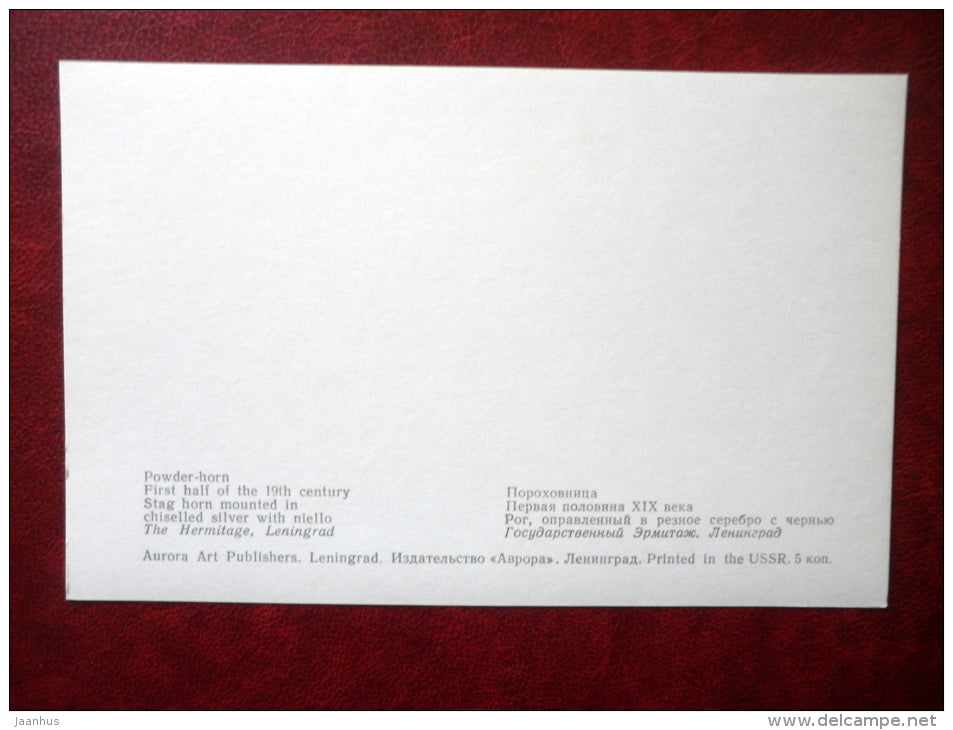 Powder-horn
First half of the 19th century
Stag horn mounted in
chiselled silver with niello
The Hermitage, Leningrad
Пороховница
Первая половина XIX века
Рог, оправленный в резное серебро с чернью
Государственный Эрмитаж. Ленинград
Aurora Art Publishers. Leningrad. Издательство «Аврора». Ленинград. Printed in the USSR. 5 коп.
jaanhus
www.delcampe.net